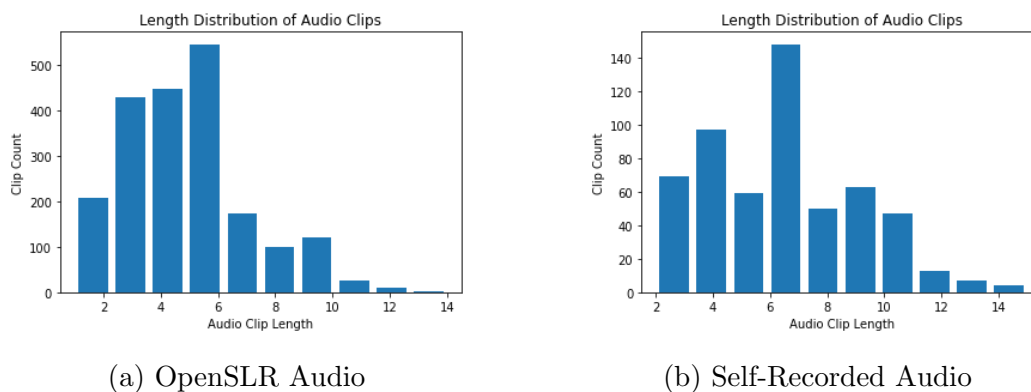 Length Distribution of Audio Clips
500
400
300
200
100
0
Clip Count
2 4 6 8 10 12 14
Audio Clip Length
(a) OpenSLR Audio
Length Distribution of Audio Clips
140
120
100
80
60
40
20
0
Clip Count
2 4 6 8 10 12 14
Audio Clip Length
(b) Self-Recorded Audio